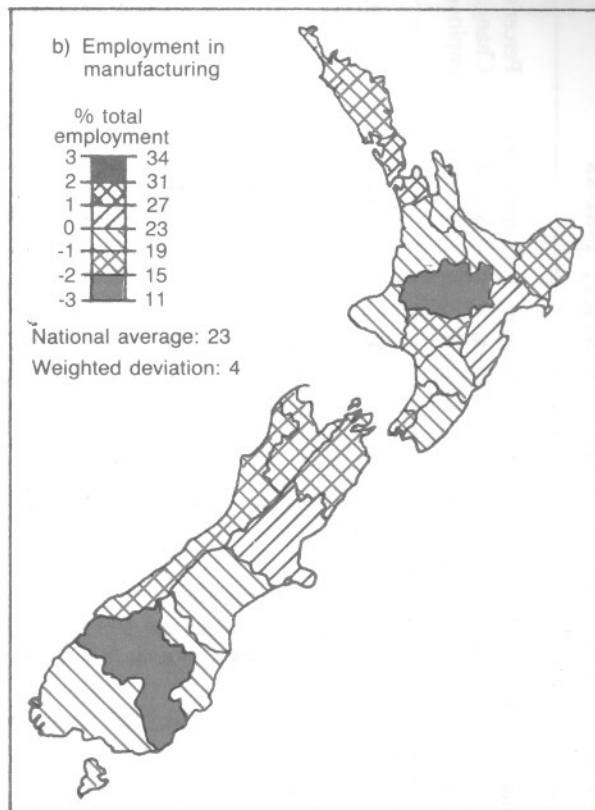 b) Employment in
manufacturing
% total
employment
3 34
2 31
1 27
0 23
-1 19
-2 15
-3 11
National average: 23
Weighted deviation: 4